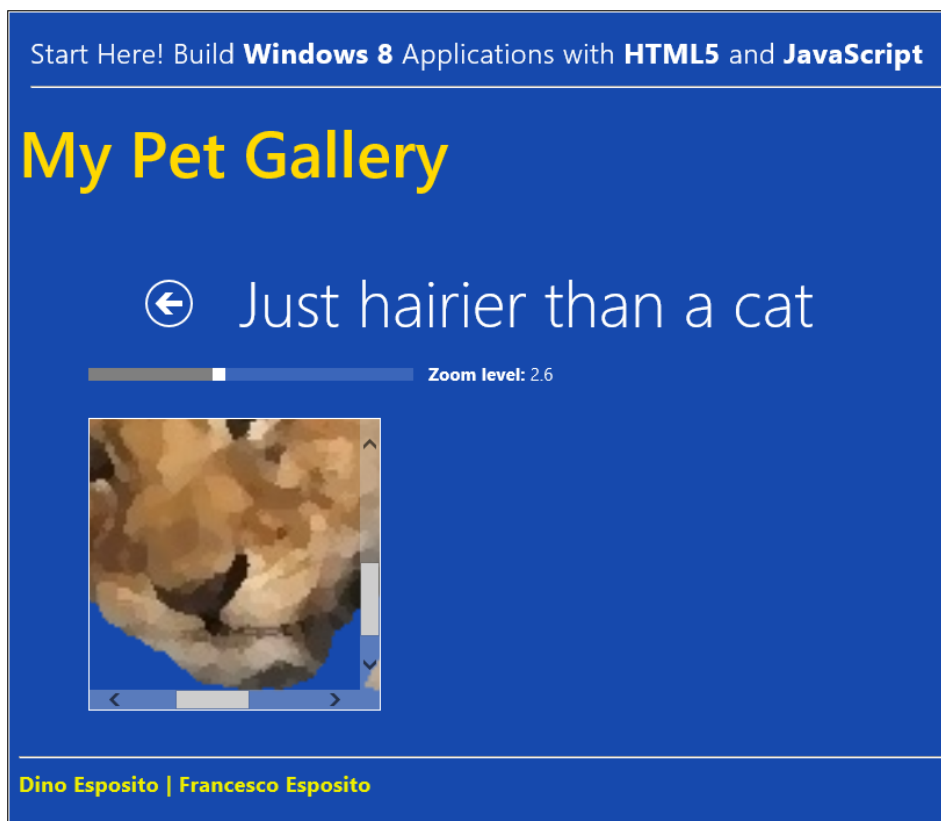 Start Here! Build Windows 8 Applications with HTML5 and JavaScript
My Pet Gallery
Just hairier than a cat
Zoom level: 2.6
Dino Esposito | Francesco Esposito